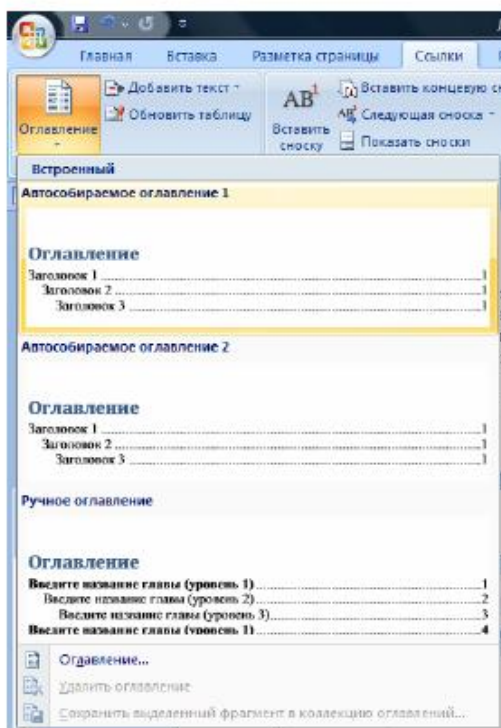 Главная Вставка Разметка страницы Ссылки
Оглавление
Добавить текст
Обновить таблицу
AB1
Вставить сноску
Вставить концевую сн
AB1 Следующая сноска
Показать сноски
Встроенный
Автособираемое оглавление 1
Оглавление
Заголовок 1 ........ 1
Заголовок 2 ........ 1
Заголовок 3 ........ 1
Автособираемое оглавление 2
Оглавление
Заголовок 1 ........ 1
Заголовок 2 ........ 1
Заголовок 3 ........ 1
Ручное оглавление
Оглавление
Введите название главы (уровень 1) ........ 1
Введите название главы (уровень 2) ........ 2
Введите название главы (уровень 3) ........ 3
Введите название главы (уровень 1) ........ 4
Оглавление...
Удалить оглавление
Сохранить выделенный фрагмент в коллекцию оглавлений...